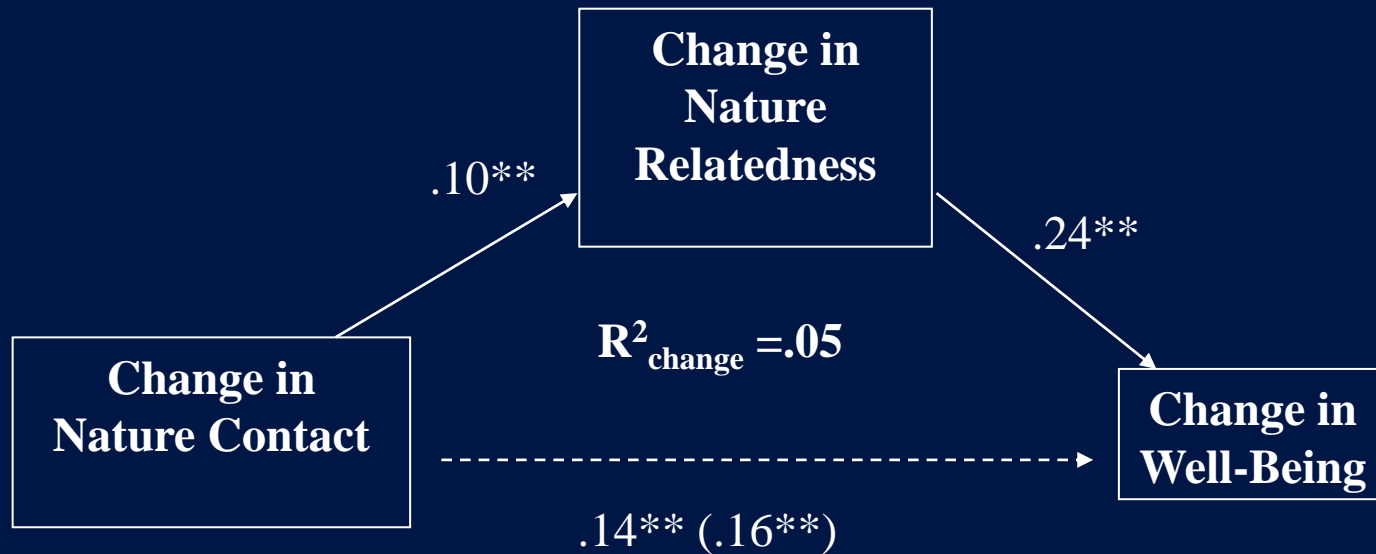 Change in
Nature
Relatedness
.10**
.24**
R²change =.05
Change in
Nature Contact
Change in
Well-Being
.14** (.16**)